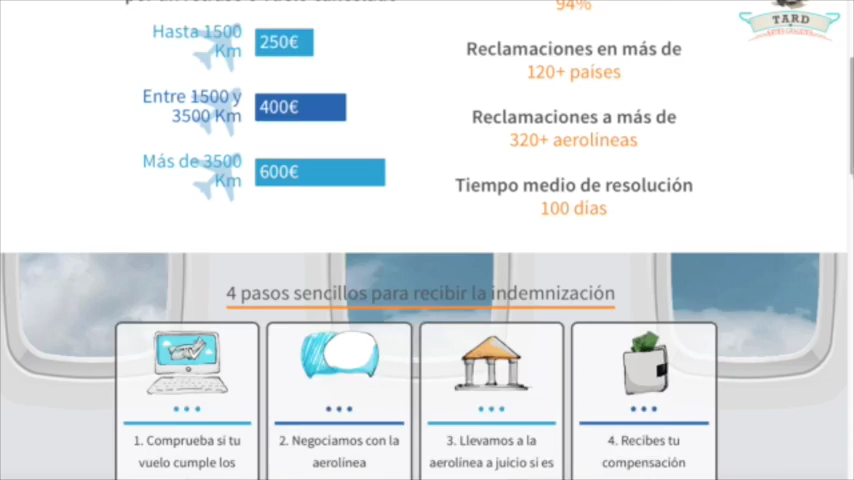 Hasta 1500
Km
250€
Entre 1500 y
3500 Km
400€
Más de 3500
Km
600€
94%
Reclamaciones en más de
120+ países
Reclamaciones a más de
320+ aerolíneas
Tiempo medio de resolución
100 días
TARD
4 pasos sencillos para recibir la indemnización
1. Comprueba si tu
vuelo cumple los
2. Negociamos con la
aerolínea
3. Llevamos a la
aerolínea a juicio si es
4. Recibes tu
compensación